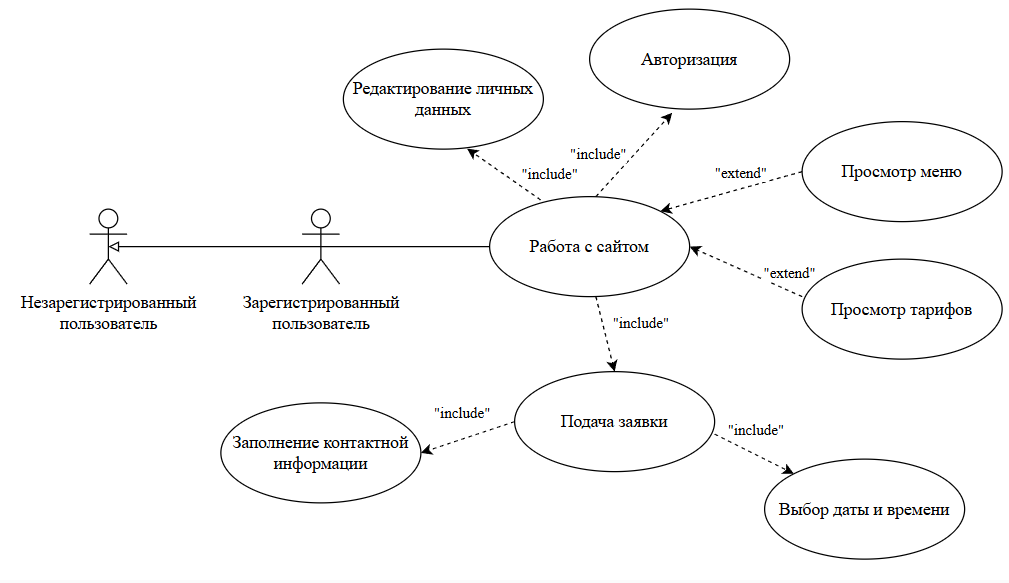 Авторизация
Редактирование личных
данных
"include"
"include"
"extend"
Просмотр меню
Работа с сайтом
"extend"
Незарегистрированный
пользователь
Зарегистрированный
пользователь
Просмотр тарифов
"include"
"include"
Подача заявки
"include"
Заполнение контактной
информации
Выбор даты и времени